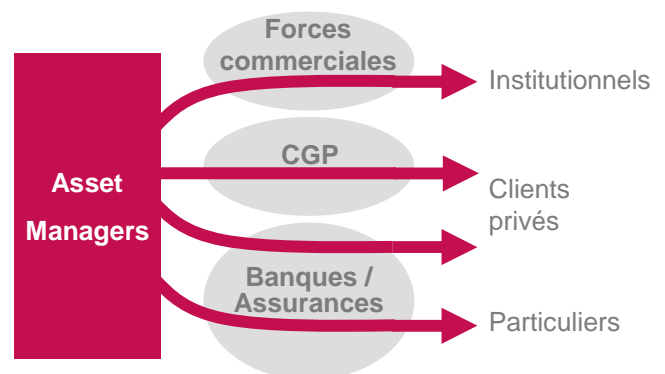 Forces
commerciales
Institutionnels
CGP
Asset
Managers
Clients
privés
Banques /
Assurances
Particuliers